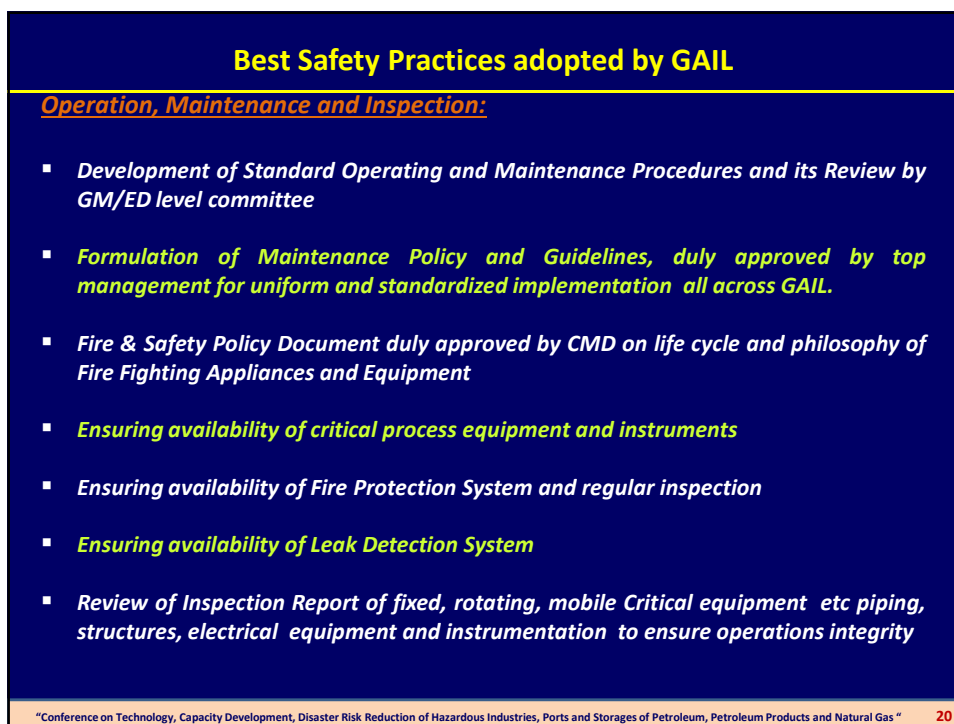 Best Safety Practices adopted by GAIL
Operation, Maintenance and Inspection:
▪ Development of Standard Operating and Maintenance Procedures and its Review by
GM/ED level committee
▪ Formulation of Maintenance Policy and Guidelines, duly approved by top
management for uniform and standardized implementation all across GAIL.
▪ Fire & Safety Policy Document duly approved by CMD on life cycle and philosophy of
Fire Fighting Appliances and Equipment
▪ Ensuring availability of critical process equipment and instruments
▪ Ensuring availability of Fire Protection System and regular inspection
▪ Ensuring availability of Leak Detection System
▪ Review of Inspection Report of fixed, rotating, mobile Critical equipment etc piping,
structures, electrical equipment and instrumentation to ensure operations integrity
“Conference on Technology, Capacity Development, Disaster Risk Reduction of Hazardous Industries, Ports and Storages of Petroleum, Petroleum Products and Natural Gas “ 20